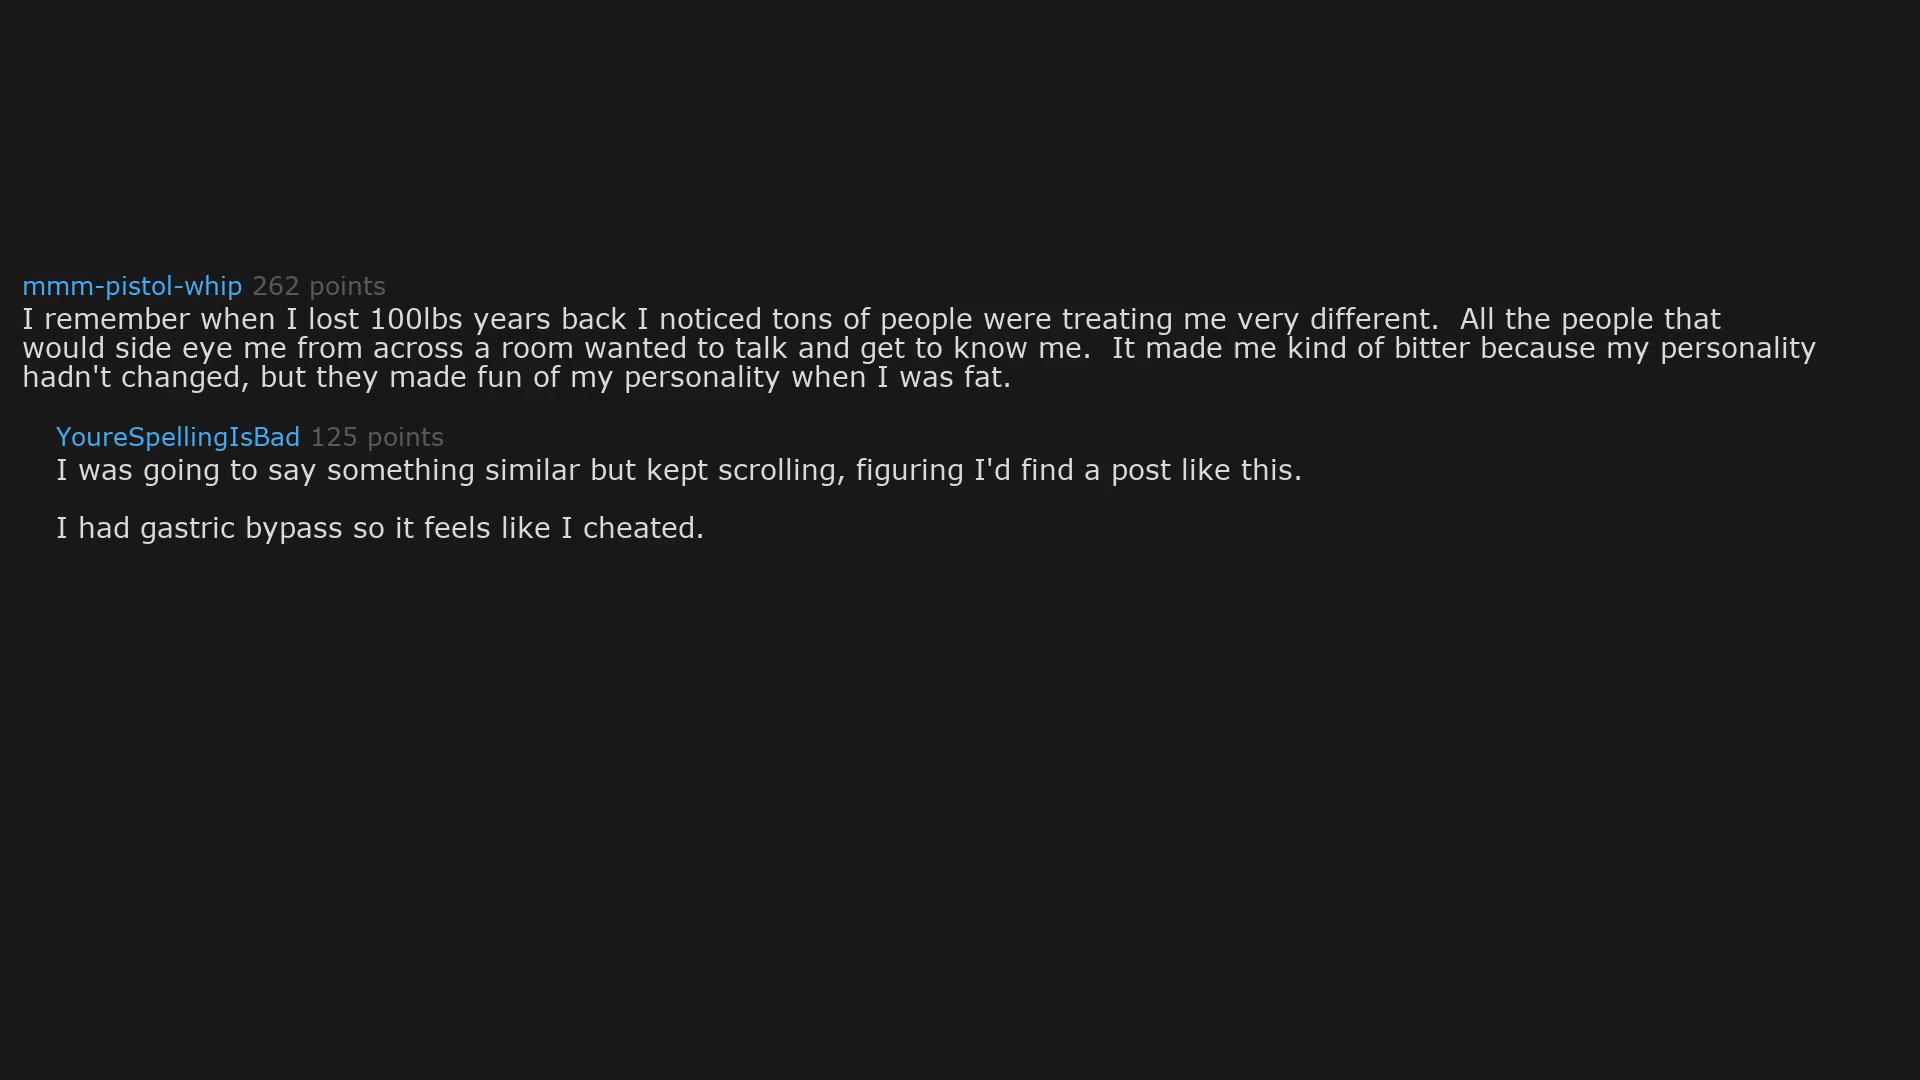 mmm-pistol-whip 262 points
I remember when I lost 100lbs years back I noticed tons of people were treating me very different.  All the people that
would side eye me from across a room wanted to talk and get to know me.  It made me kind of bitter because my personality
hadn't changed, but they made fun of my personality when I was fat.
YoureSpellingIsBad 125 points
I was going to say something similar but kept scrolling, figuring I'd find a post like this.
I had gastric bypass so it feels like I cheated.